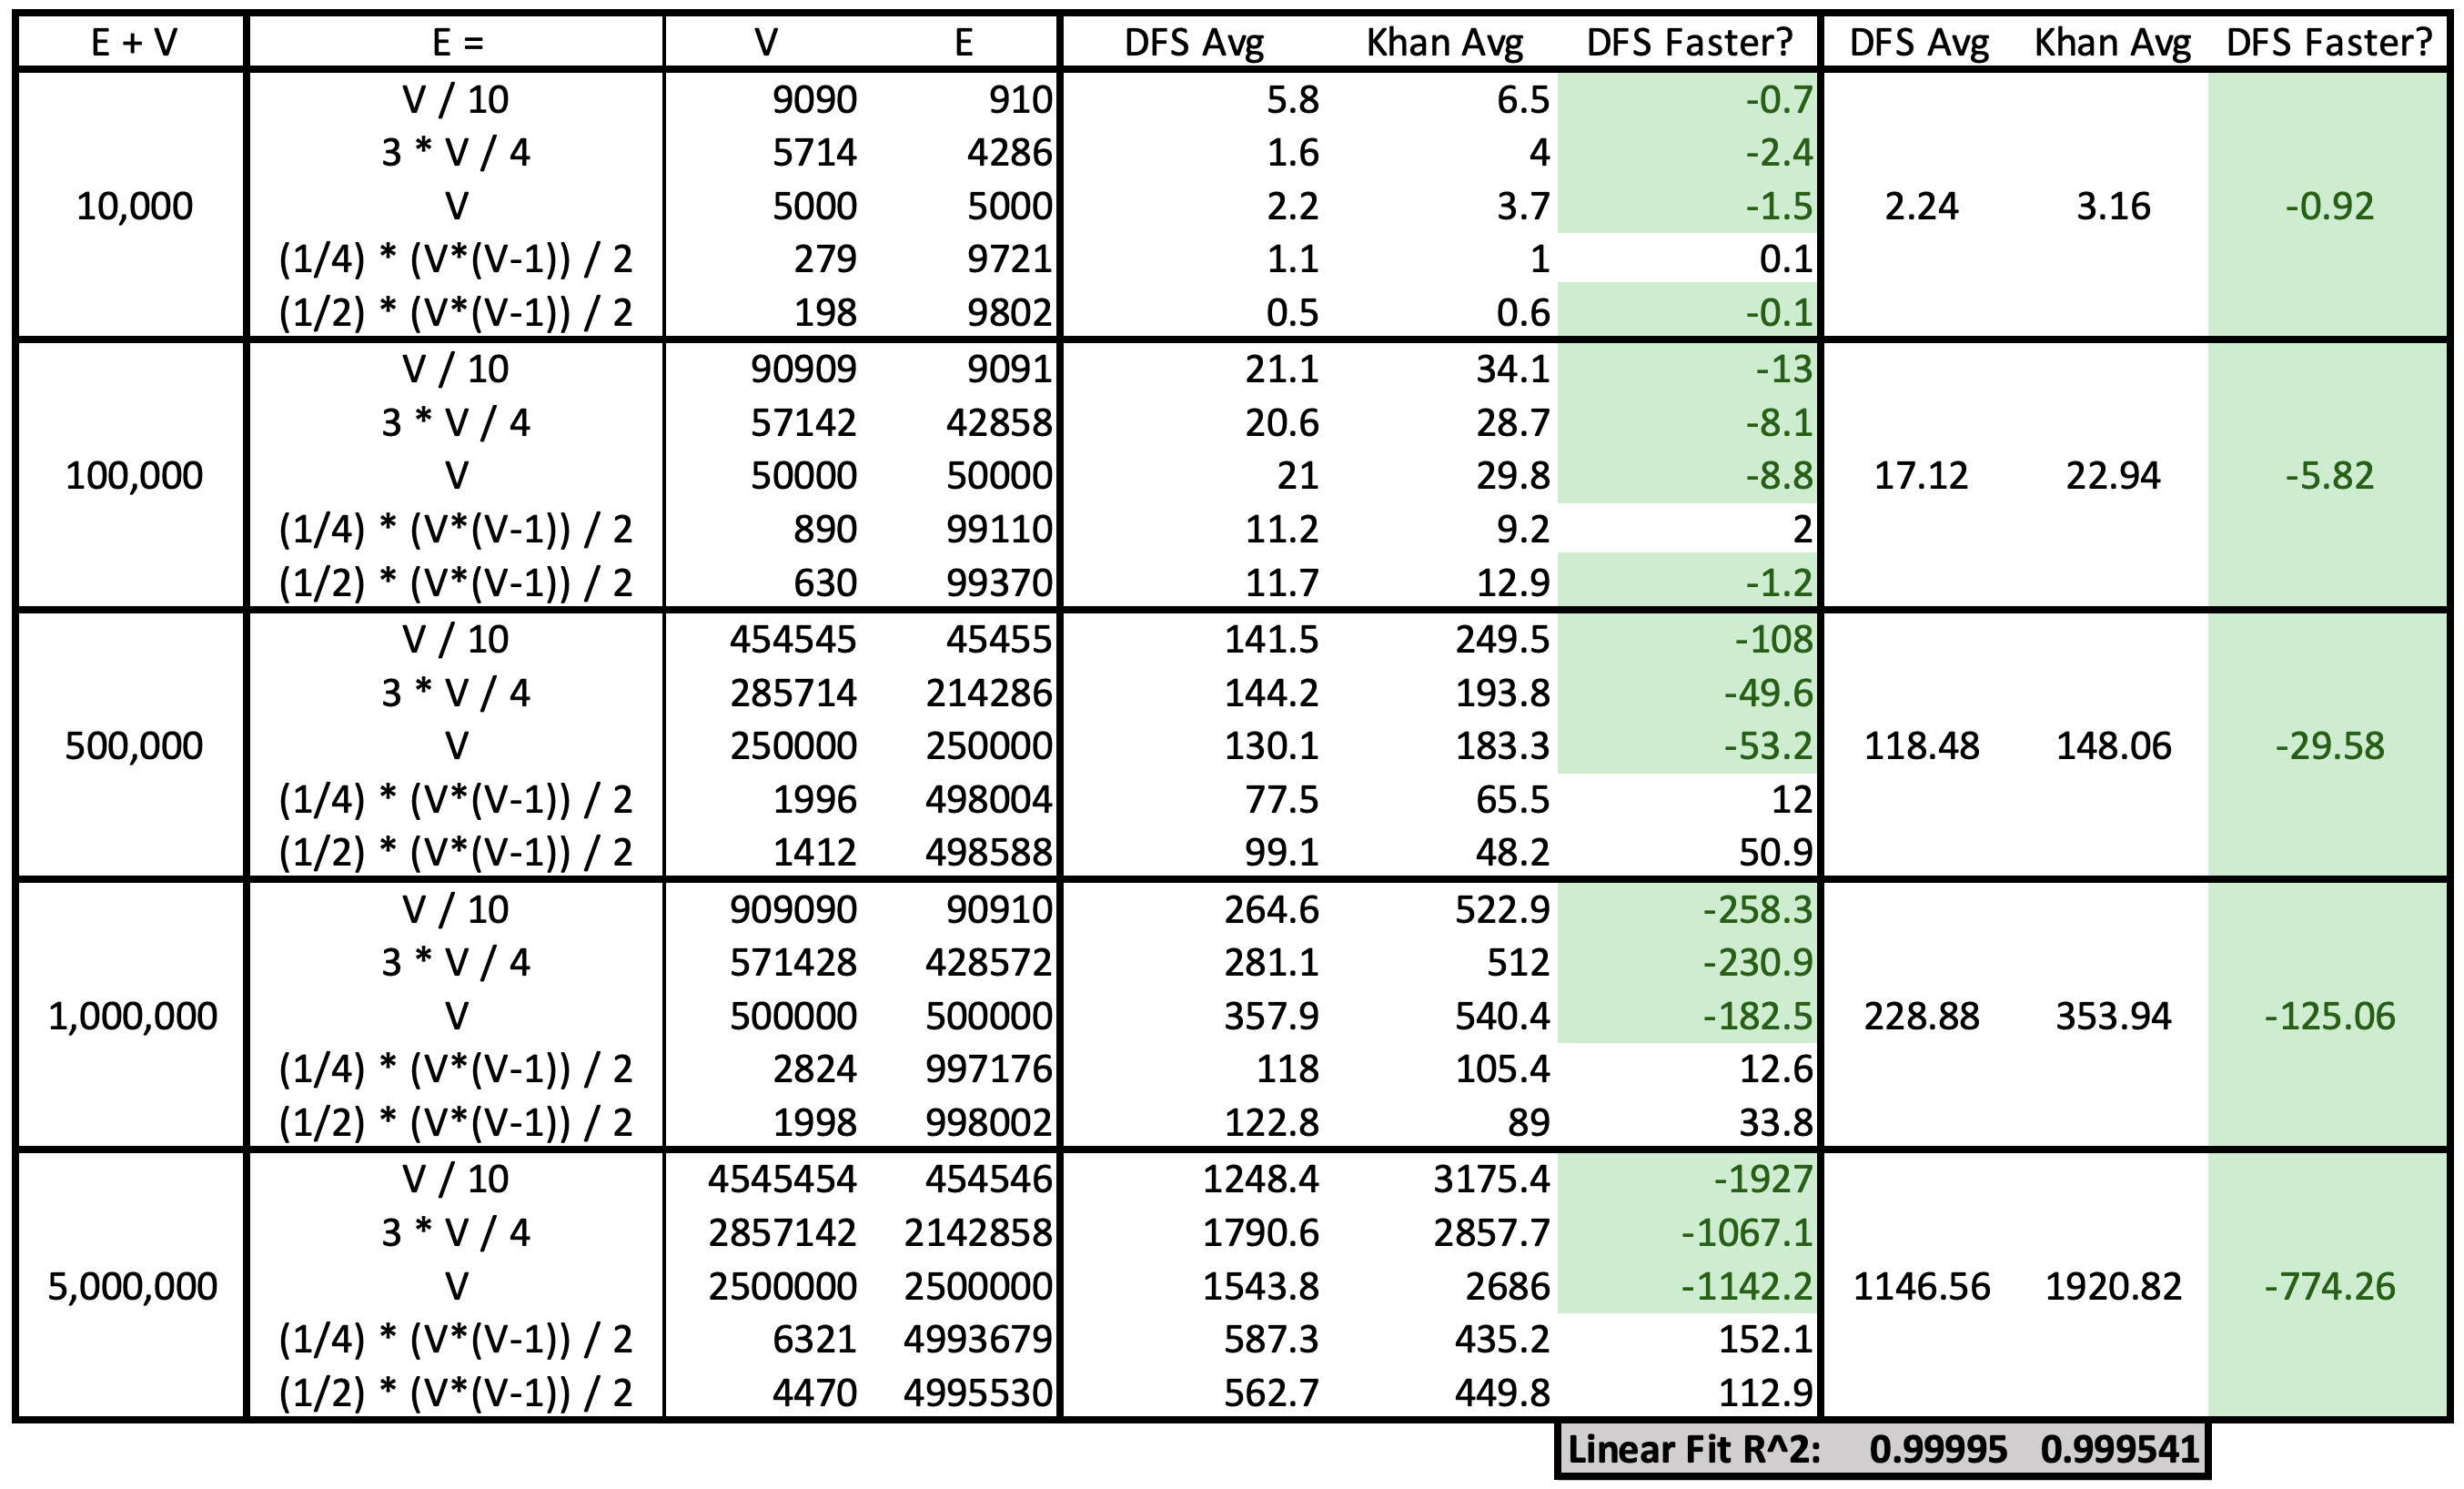 E + V E = V E DFS Avg Khan Avg DFS Faster? DFS Avg Khan Avg DFS Faster?
V / 10 9090 910 5.8 6.5 -0.7
3 * V / 4 5714 4286 1.6 4 -2.4
10,000 V 5000 5000 2.2 3.7 -1.5 2.24 3.16 -0.92
(1/4) * (V*(V-1)) / 2 279 9721 1.1 1 0.1
(1/2) * (V*(V-1)) / 2 198 9802 0.5 0.6 -0.1
V / 10 90909 9091 21.1 34.1 -13
3 * V / 4 57142 42858 20.6 28.7 -8.1
100,000 V 50000 50000 21 29.8 -8.8 17.12 22.94 -5.82
(1/4) * (V*(V-1)) / 2 890 99110 11.2 9.2 2
(1/2) * (V*(V-1)) / 2 630 99370 11.7 12.9 -1.2
V / 10 454545 45455 141.5 249.5 -108
3 * V / 4 285714 214286 144.2 193.8 -49.6
500,000 V 250000 250000 130.1 183.3 -53.2 118.48 148.06 -29.58
(1/4) * (V*(V-1)) / 2 1996 498004 77.5 65.5 12
(1/2) * (V*(V-1)) / 2 1412 498588 99.1 48.2 50.9
V / 10 909090 90910 264.6 522.9 -258.3
3 * V / 4 571428 428572 281.1 512 -230.9
1,000,000 V 500000 500000 357.9 540.4 -182.5 228.88 353.94 -125.06
(1/4) * (V*(V-1)) / 2 2824 997176 118 105.4 12.6
(1/2) * (V*(V-1)) / 2 1998 998002 122.8 89 33.8
V / 10 4545454 454546 1248.4 3175.4 -1927
3 * V / 4 2857142 2142858 1790.6 2857.7 -1067.1
5,000,000 V 2500000 2500000 1543.8 2686 -1142.2 1146.56 1920.82 -774.26
(1/4) * (V*(V-1)) / 2 6321 4993679 587.3 435.2 152.1
(1/2) * (V*(V-1)) / 2 4470 4995530 562.7 449.8 112.9
Linear Fit R^2: 0.99995 0.999541